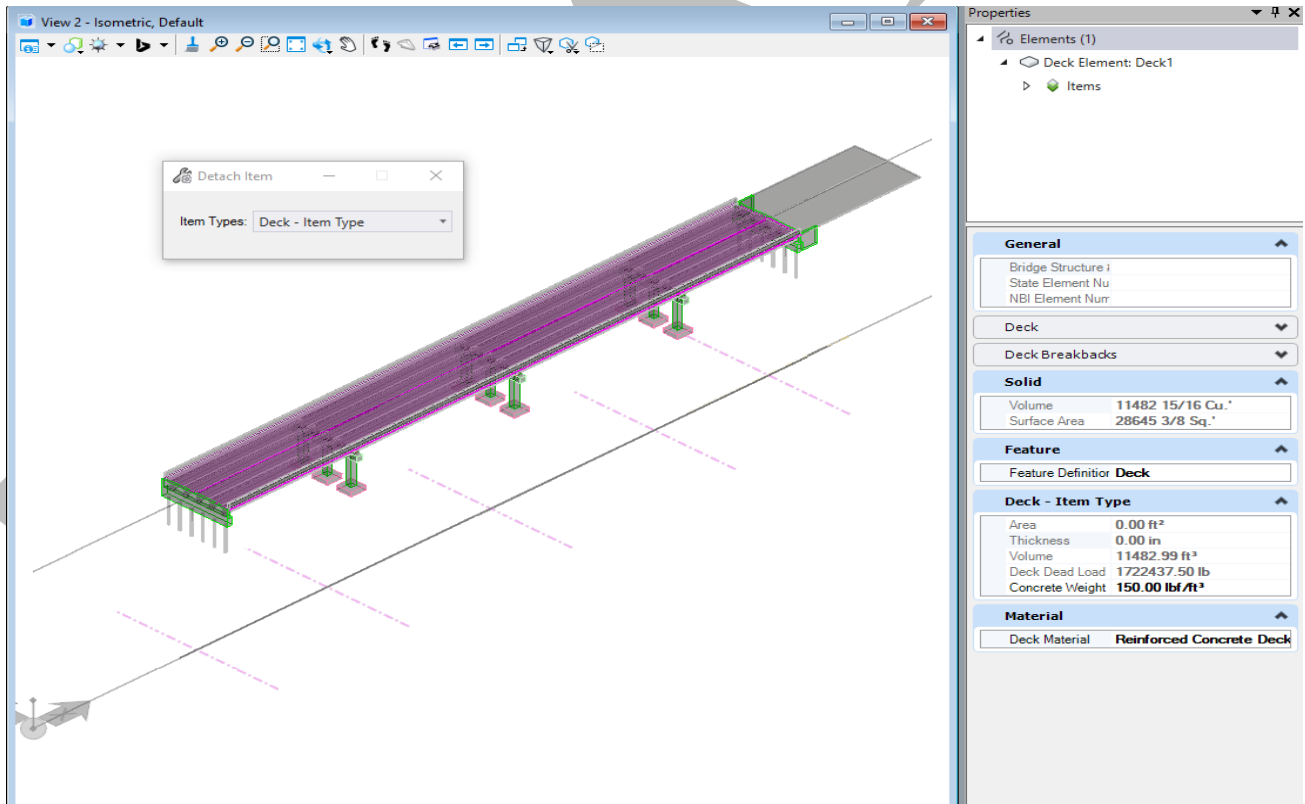 View 2 - Isometric, Default
Detach Item
Item Types: Deck - Item Type
Properties
Elements (1)
Deck Element: Deck1
Items
General
Bridge Structure
State Element Nu
NBI Element Num
Deck
Deck Breakbacks
Solid
Volume 11482 15/16 Cu.'
Surface Area 28645 3/8 Sq.'
Feature
Feature Definitior Deck
Deck - Item Type
Area 0.00 ft²
Thickness 0.00 in
Volume 11482.99 ft³
Deck Dead Load 1722437.50 lb
Concrete Weight 150.00 lbf/ft³
Material
Deck Material Reinforced Concrete Deck